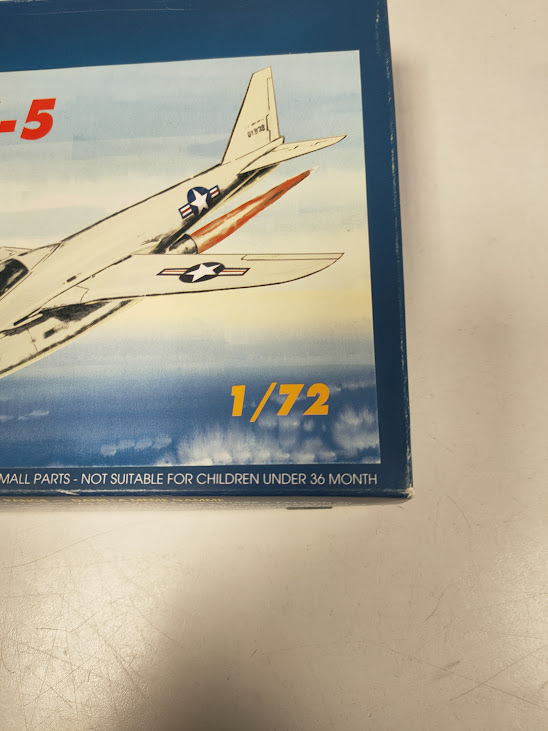 -5
1/72
MALL PARTS - NOT SUITABLE FOR CHILDREN UNDER 36 MONTH